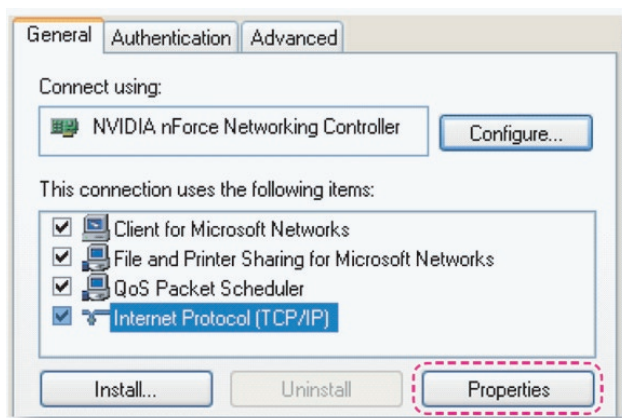 General Authentication Advanced
Connect using:
NVIDIA nForce Networking Controller Configure...
This connection uses the following items:
Client for Microsoft Networks
File and Printer Sharing for Microsoft Networks
QoS Packet Scheduler
Internet Protocol (TCP/IP)
Install... Uninstall Properties